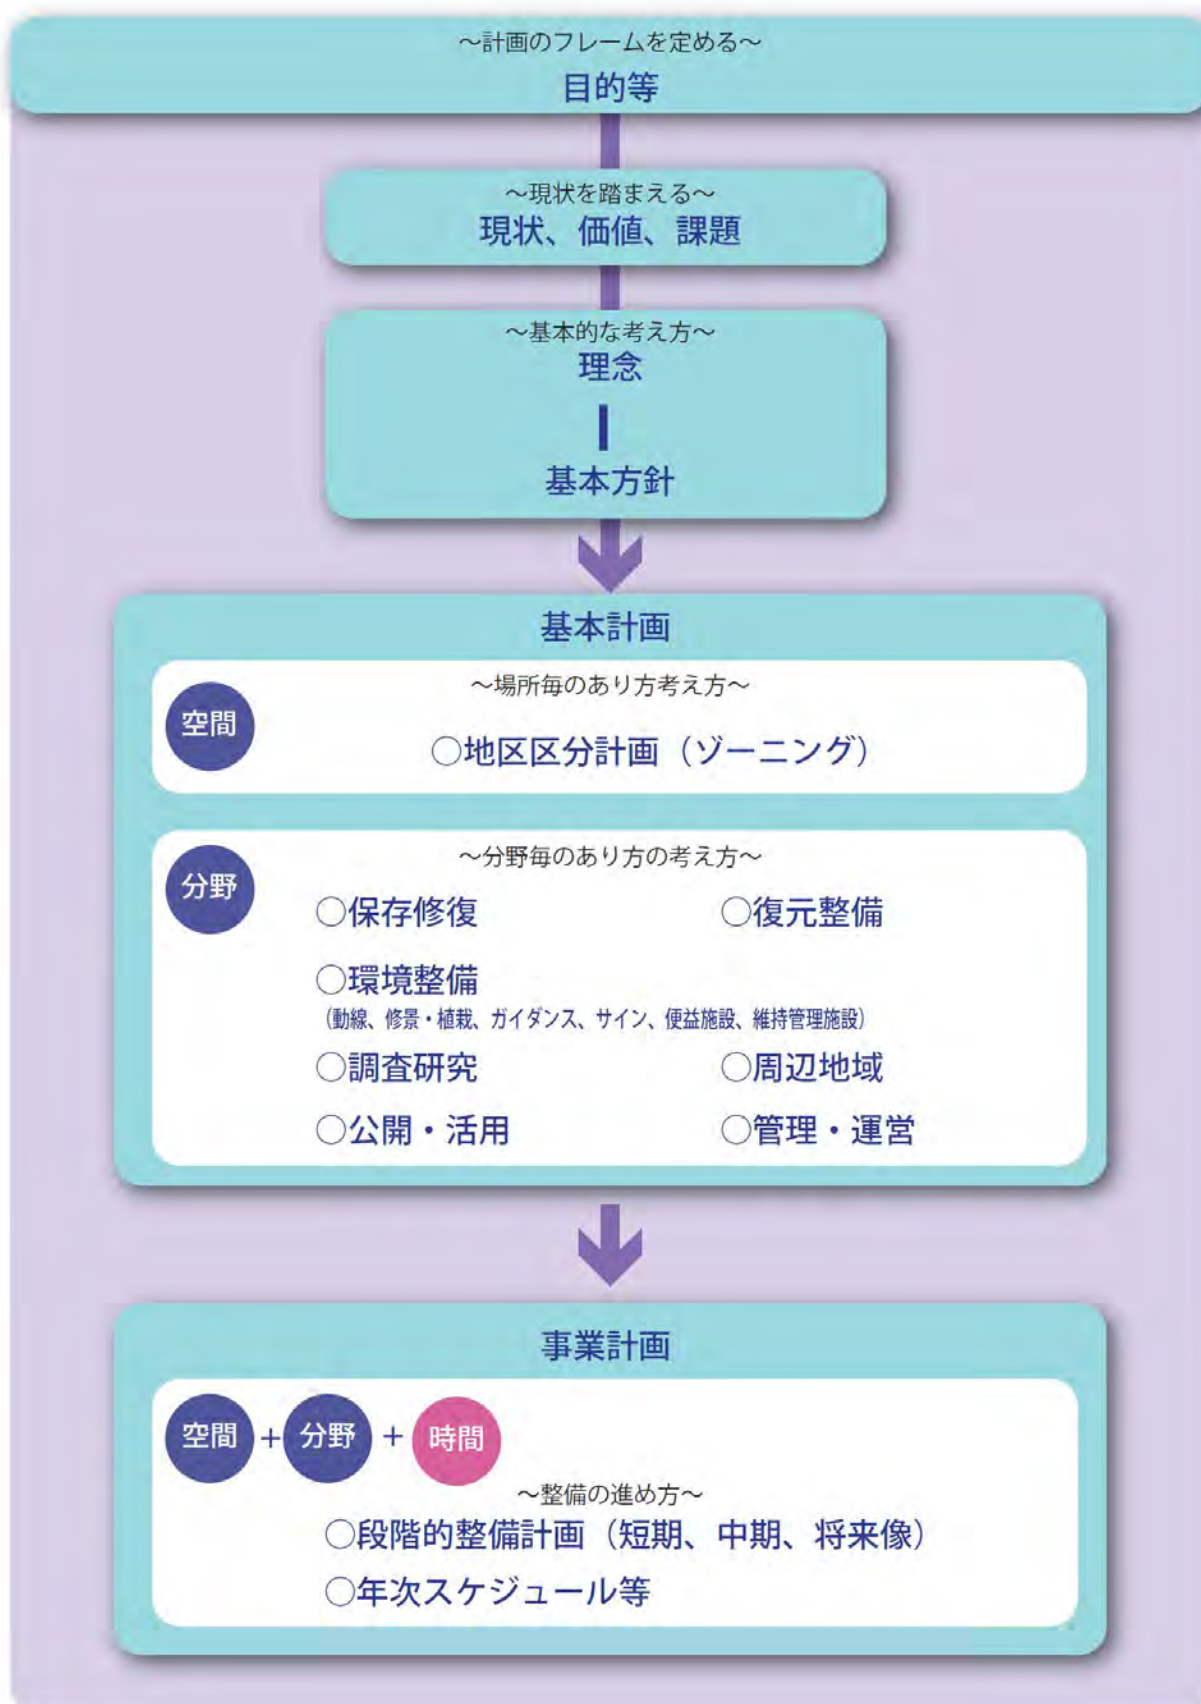 ～計画のフレームを定める～
目的等
～現状を踏まえる～
現状、価値、課題
～基本的な考え方～
理念
基本方針
基本計画
～場所毎のあり方考え方～
空間
○地区区分計画（ゾーニング）
～分野毎のあり方の考え方～
分野
○保存修復 ○復元整備
○環境整備
（動線、修景・植栽、ガイダンス、サイン、便益施設、維持管理施設）
○調査研究 ○周辺地域
○公開・活用 ○管理・運営
事業計画
空間 + 分野 + 時間
～整備の進め方～
○段階的整備計画（短期、中期、将来像）
○年次スケジュール等